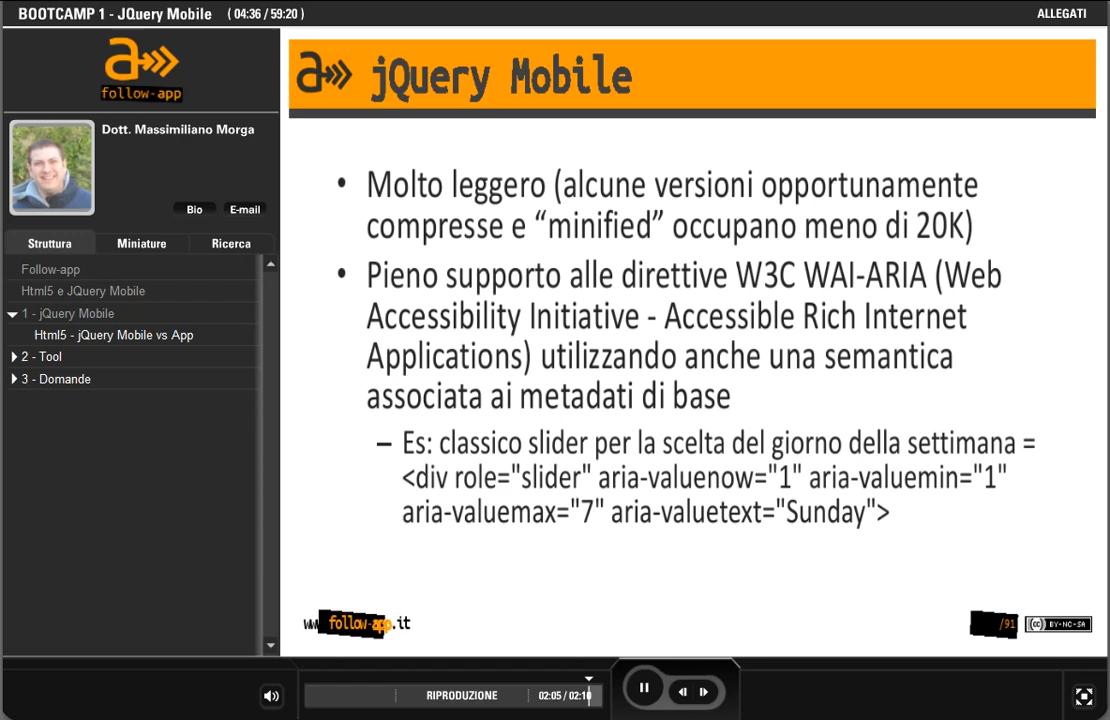 BOOTCAMP 1 - JQuery Mobile ( 04:36 / 59:20 )
ALLEGATI
a
follow-app
Dott. Massimiliano Morga
Bio
E-mail
Struttura
Miniature
Ricerca
Follow-app
Html5 e JQuery Mobile
1 - jQuery Mobile
Html5 - jQuery Mobile vs App
2 - Tool
3 - Domande
a jQuery Mobile
• Molto leggero (alcune versioni opportunamente
compresse e “minified” occupano meno di 20K)
• Pieno supporto alle direttive W3C WAI-ARIA (Web
Accessibility Initiative - Accessible Rich Internet
Applications) utilizzando anche una semantica
associata ai metadati di base
– Es: classico slider per la scelta del giorno della settimana =
<div role="slider" aria-valuenow="1" aria-valuemin="1"
aria-valuemax="7" aria-valuetext="Sunday">
www.follow-app.it
/91
cc BY-NC-SA
RIPRODUZIONE
02:05 / 02:10